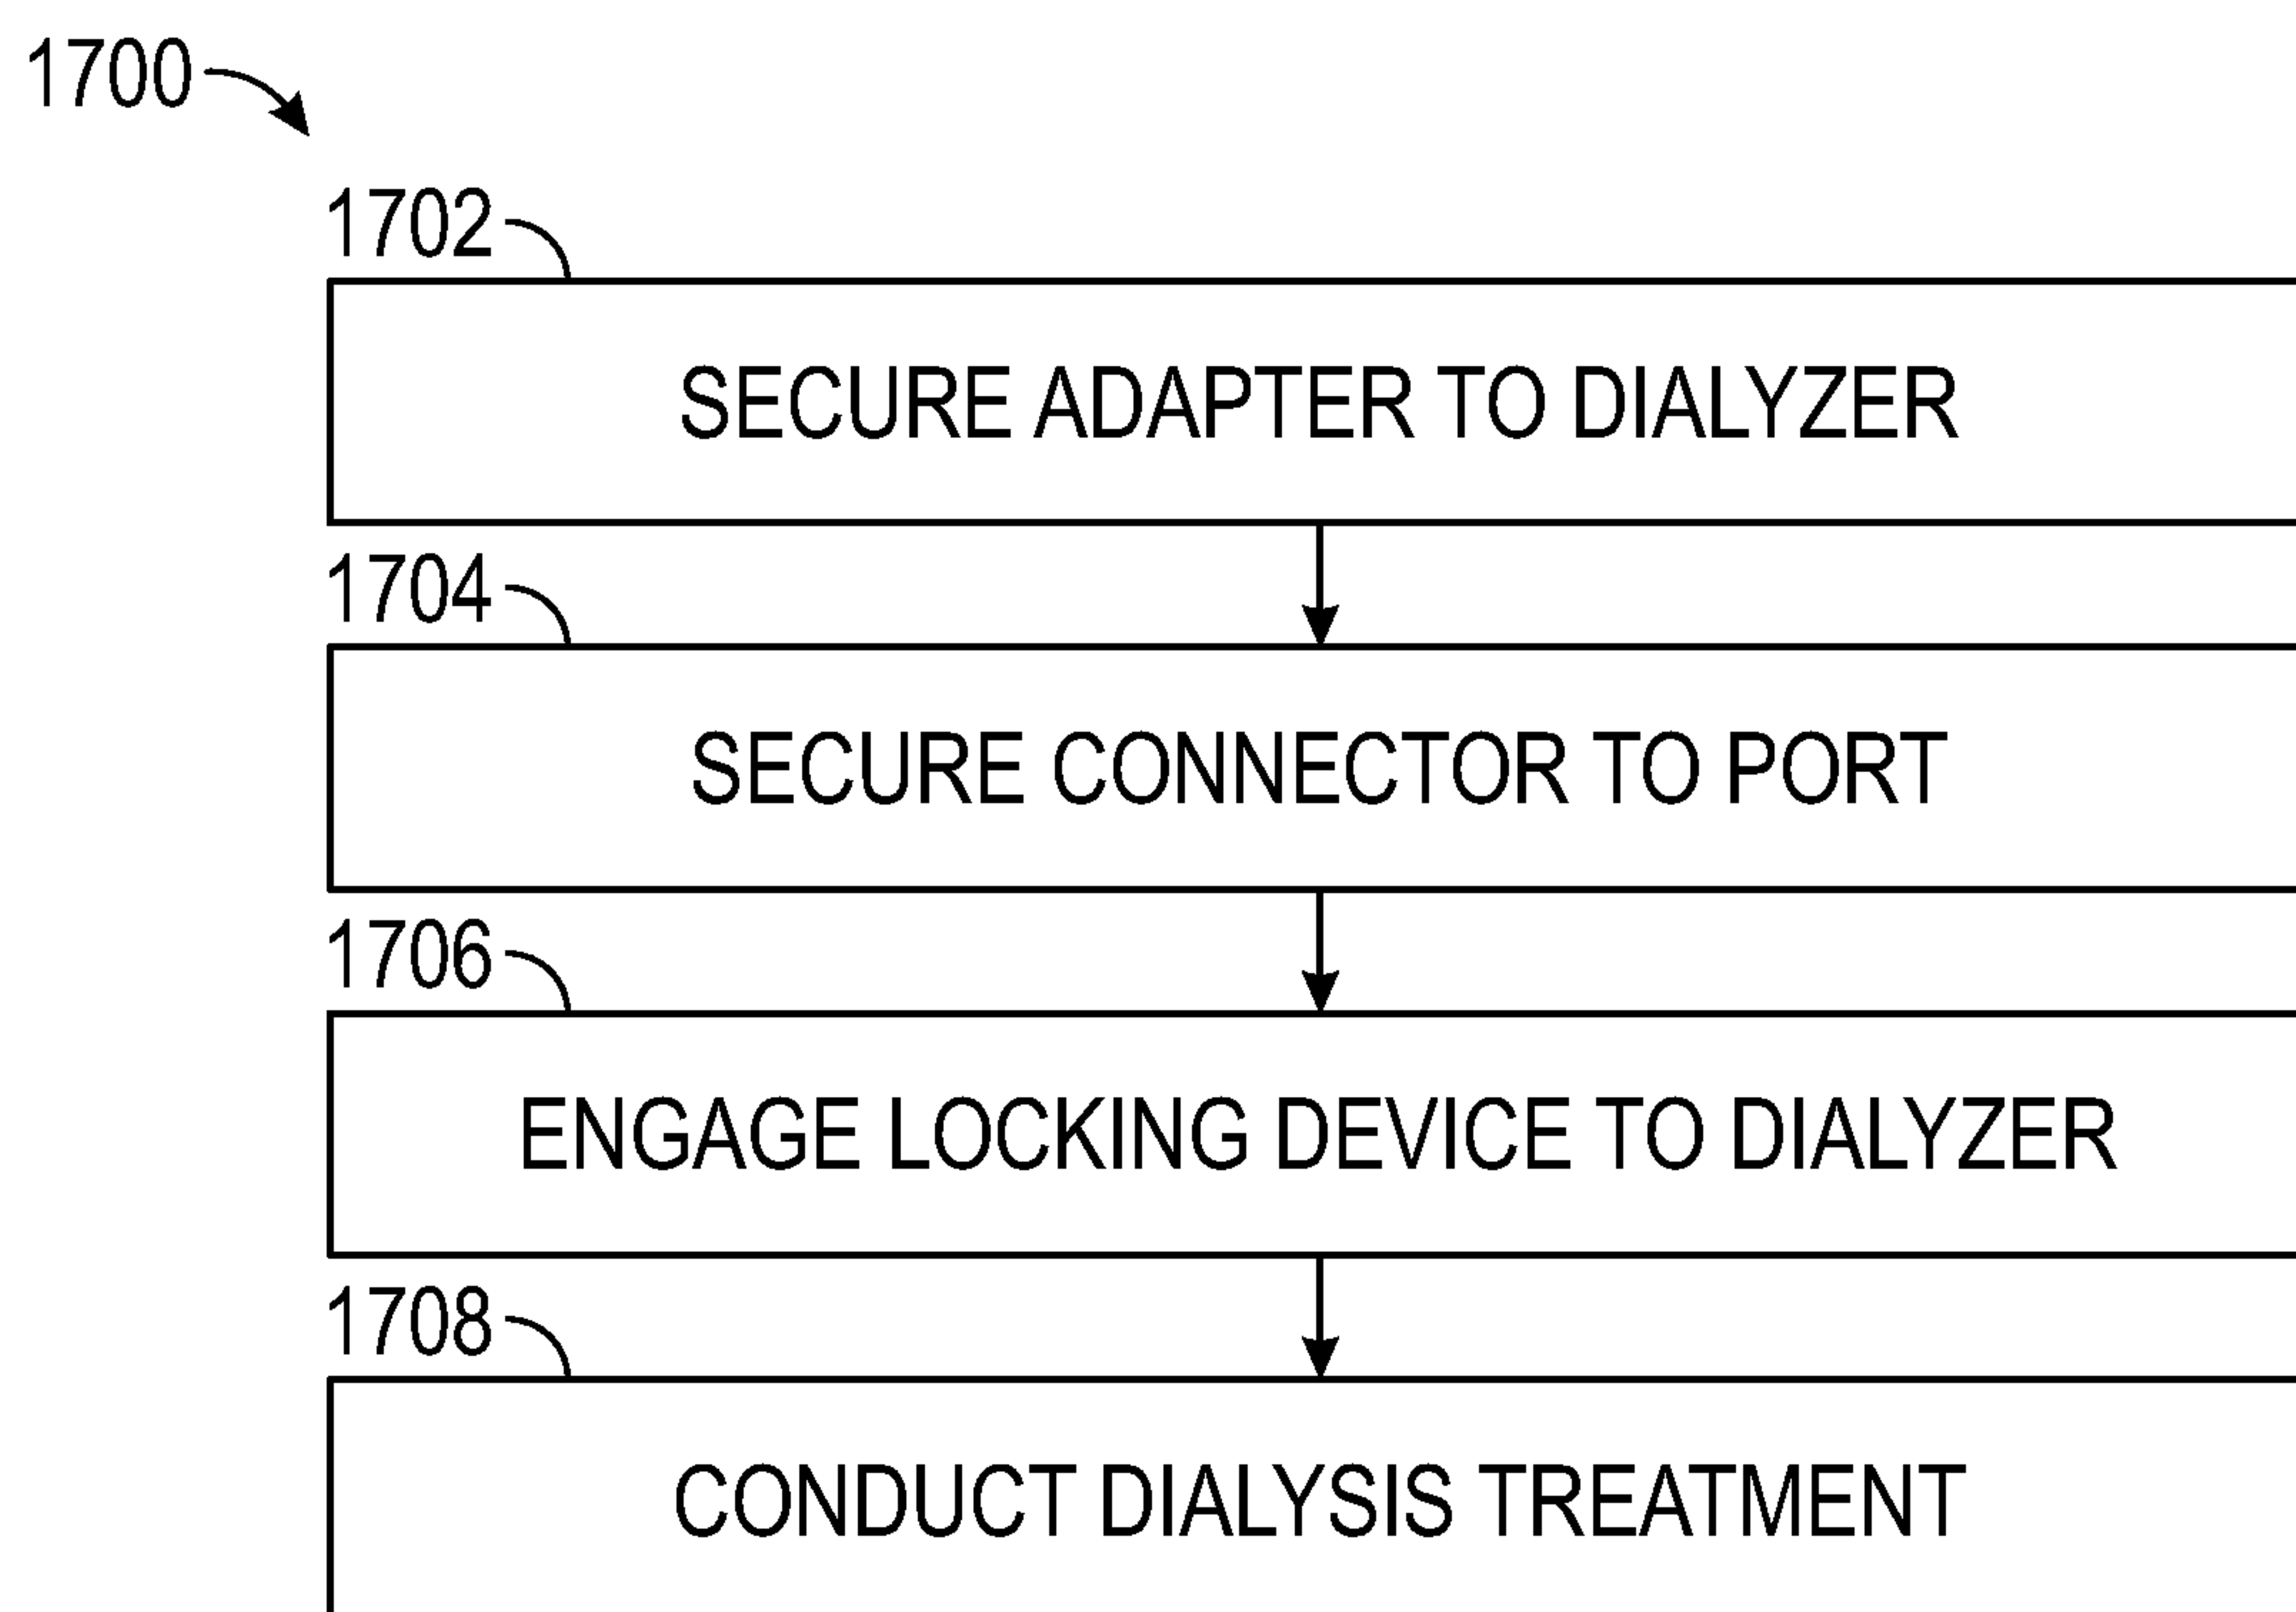 1700
1702
SECURE ADAPTER TO DIALYZER
1704
SECURE CONNECTOR TO PORT
1706
ENGAGE LOCKING DEVICE TO DIALYZER
1708
CONDUCT DIALYSIS TREATMENT